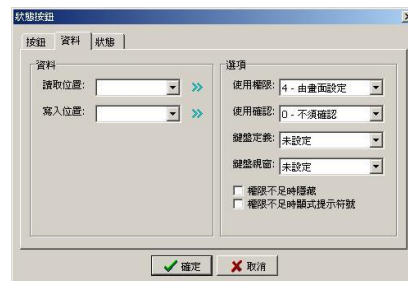 狀態按鈕
按鈕 資料 狀態
資料
讀取位置:
寫入位置:
選項
使用權限: 4 - 由畫面設定
使用確認: 0 - 不須確認
鍵盤定義: 未設定
鍵盤視窗: 未設定
權限不足時隱藏
權限不足時顯式提示符號
確定 取消